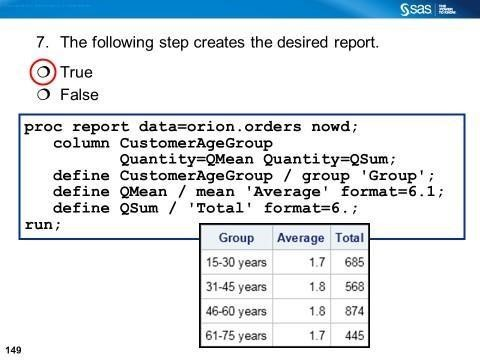 sas THE POWER TO KNOW.
7. The following step creates the desired report.
True
False
proc report data=orion.orders nowd;
column CustomerAgeGroup
Quantity=QMean Quantity=QSum;
define CustomerAgeGroup / group 'Group';
define QMean / mean 'Average' format=6.1;
define QSum / 'Total' format=6.;
run;
Group Average Total
15-30 years 1.7 685
31-45 years 1.8 568
46-60 years 1.8 874
61-75 years 1.7 445
149